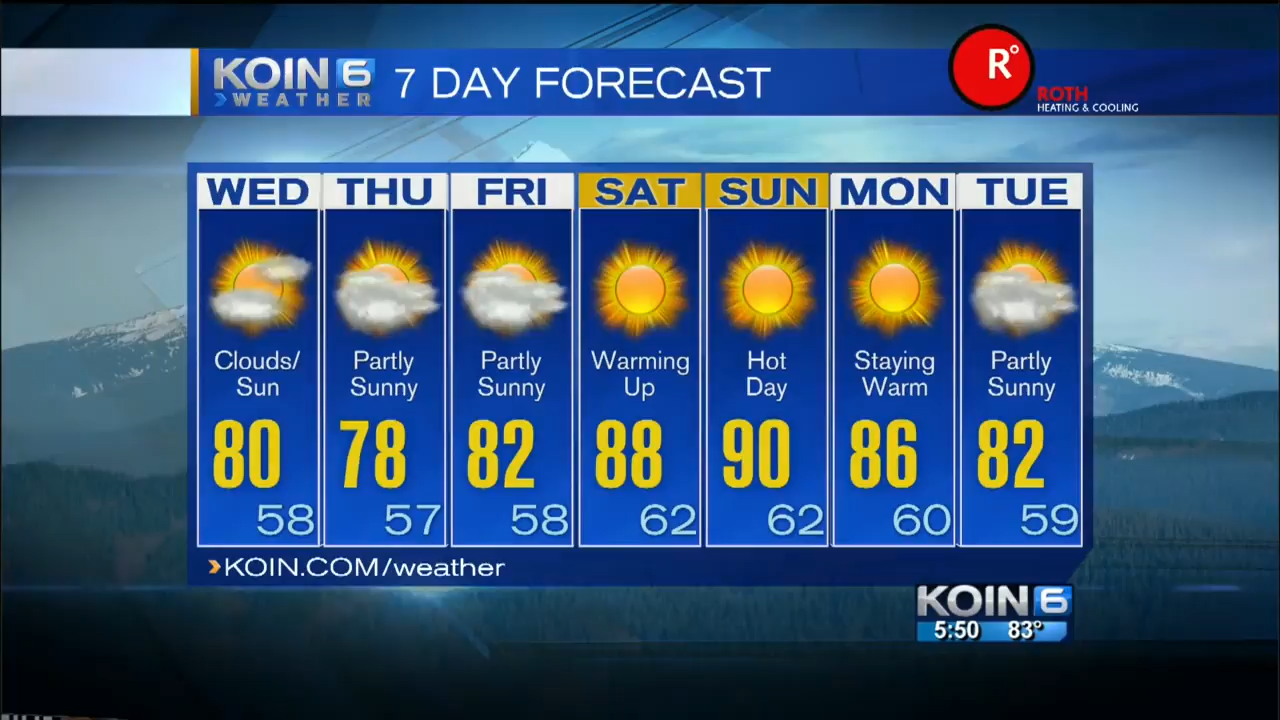 KOIN 6
WEATHER
7 DAY FORECAST
R°
ROTH
HEATING & COOLING
WED THU FRI SAT SUN MON TUE
Clouds/ Partly Partly Warming Hot Staying Partly
Sun Sunny Sunny Up Day Warm Sunny
80 78 82 88 90 86 82
58 57 58 62 62 60 59
KOIN.COM/weather
KOIN 6
5:50 83°